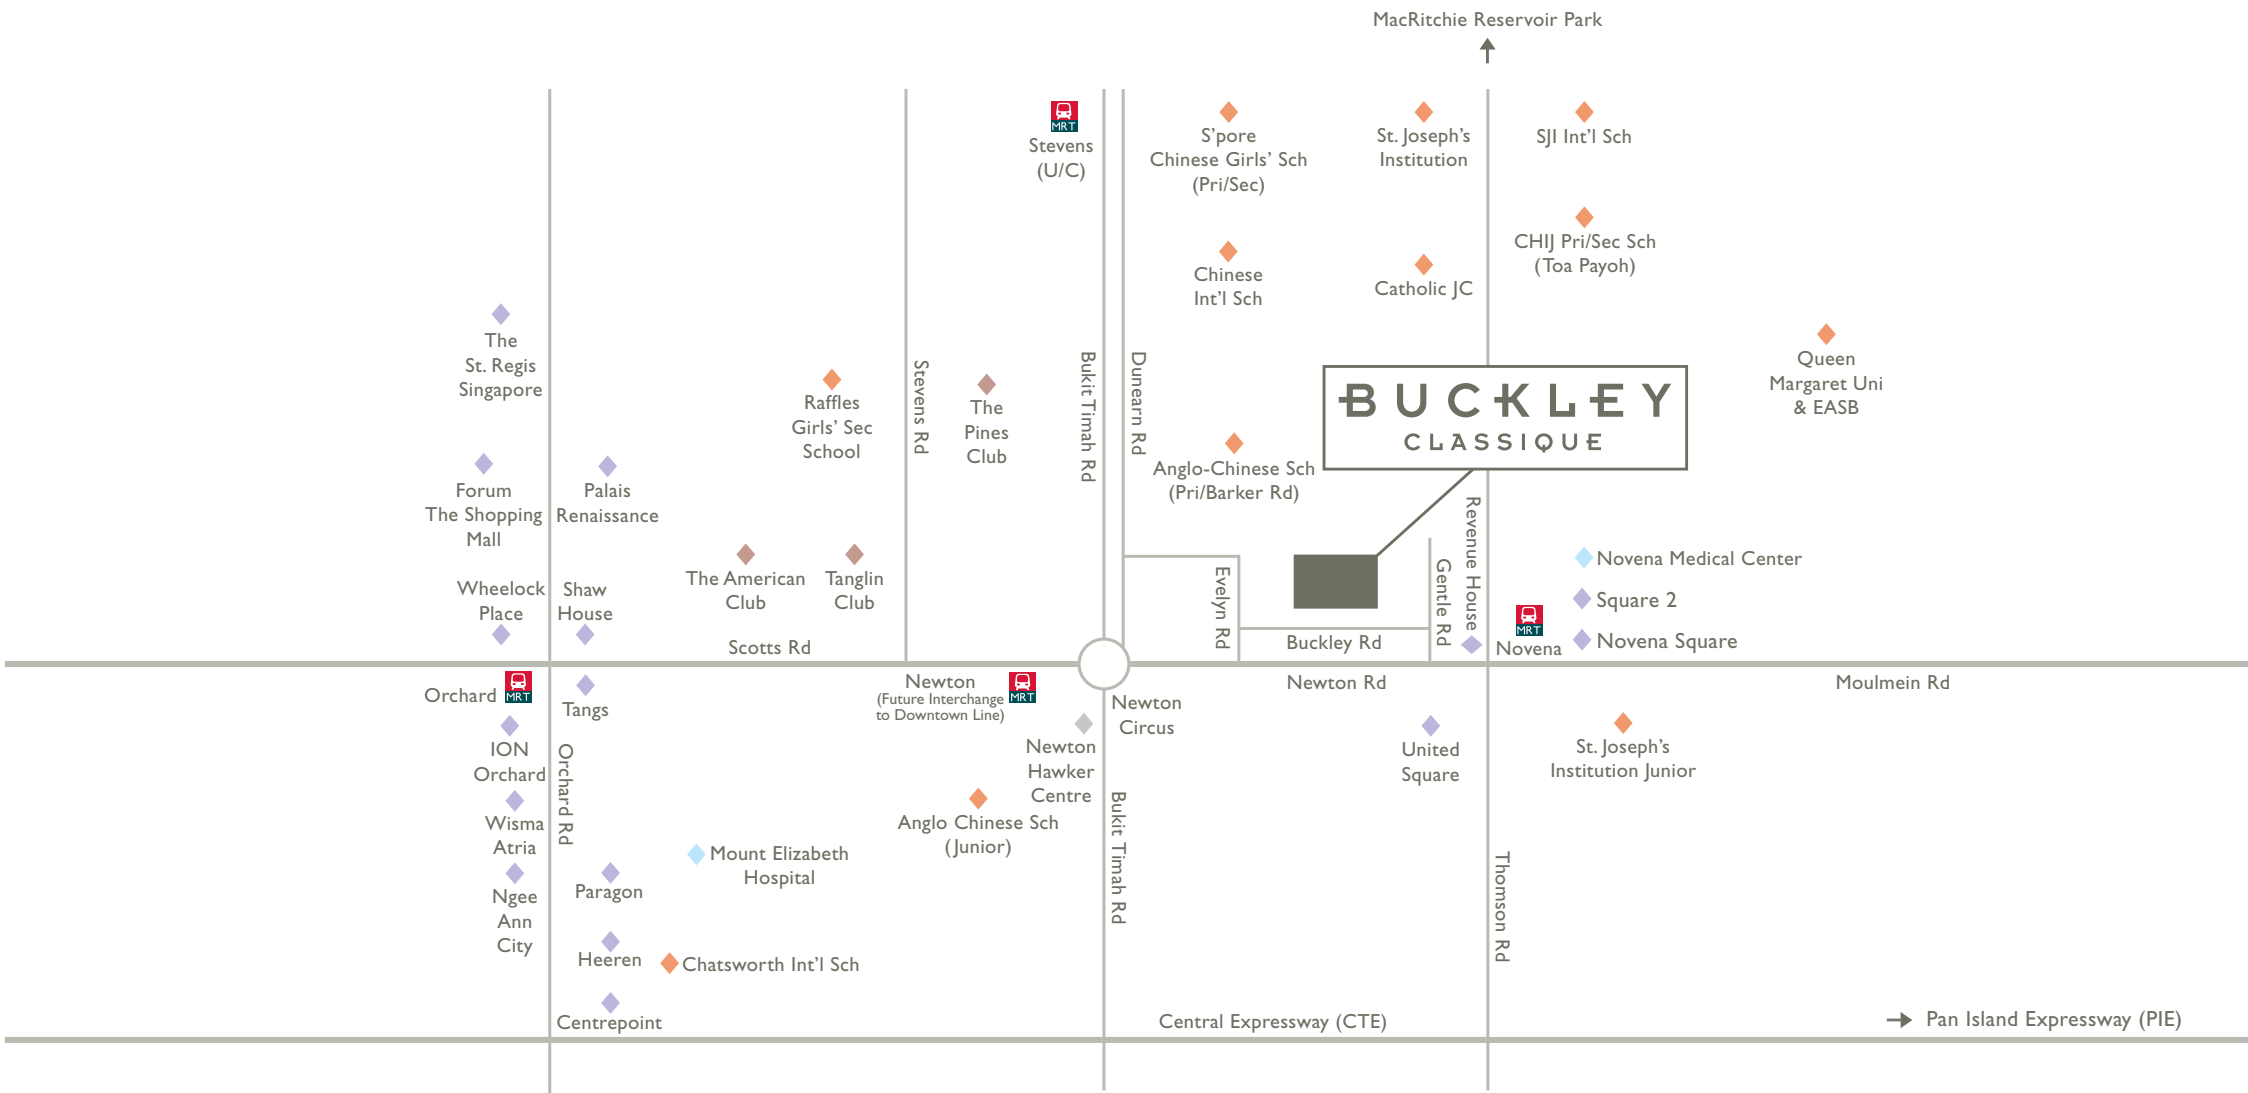 MacRitchie Reservoir Park
MRT
Stevens
(U/C)
S'pore
Chinese Girls' Sch
(Pri/Sec)
St. Joseph's
Institution
SJI Int'l Sch
CHIJ Pri/Sec Sch
(Toa Payoh)
Chinese
Int'l Sch
Catholic JC
The
St. Regis
Singapore
Raffles
Girls' Sec
School
Stevens Rd
The
Pines
Club
Bukit Timah Rd
Dunearn Rd
BUCKLEY
CLASSIQUE
Queen
Margaret Uni
& EASB
Anglo-Chinese Sch
(Pri/Barker Rd)
Forum
The Shopping
Mall
Palais
Renaissance
The American
Club
Tanglin
Club
Wheelock
Place
Shaw
House
Scotts Rd
Evelyn Rd
Buckley Rd
Gentle Rd
Revenue House
Novena Medical Center
Square 2
Novena Square
MRT
Novena
Orchard
MRT
Tangs
Newton
(Future Interchange
to Downtown Line)
MRT
Newton
Circus
Newton Rd
Moulmein Rd
ION
Orchard
Orchard Rd
Newton
Hawker
Centre
United
Square
St. Joseph's
Institution Junior
Wisma
Atria
Anglo Chinese Sch
(Junior)
Bukit Timah Rd
Mount Elizabeth
Hospital
Thomson Rd
Ngee
Ann
City
Paragon
Heeren
Chatsworth Int'l Sch
Centrepoint
Central Expressway (CTE)
Pan Island Expressway (PIE)